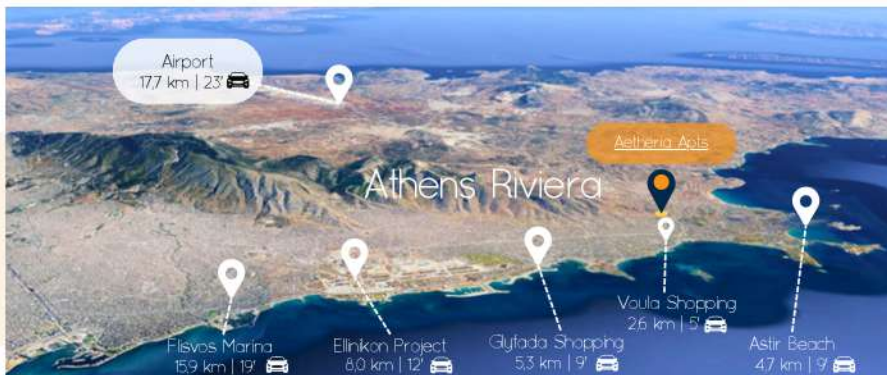 Airport
17,7 km | 23'
Aetheria Apts
Athens Riviera
Voula Shopping
2,6 km | 5'
Flisvos Marina
15,9 km | 19'
Ellinikon Project
8,0 km | 12'
Glyfada Shopping
5,3 km | 9'
Astir Beach
4,7 km | 9'